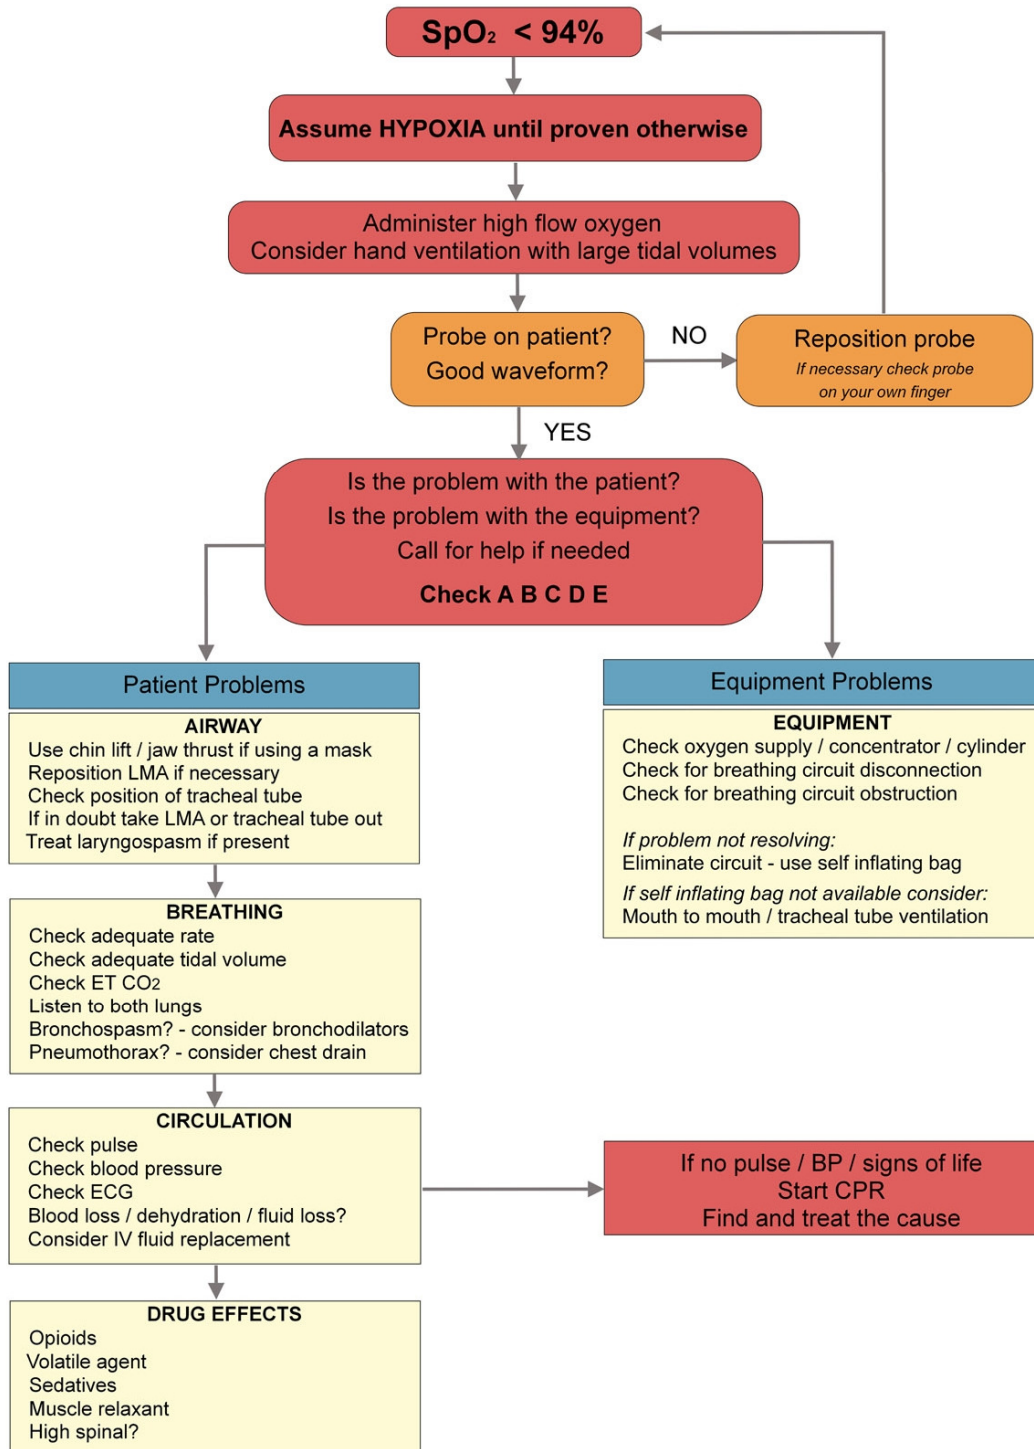 SpO₂ < 94%
Assume HYPOXIA until proven otherwise
Administer high flow oxygen
Consider hand ventilation with large tidal volumes
Probe on patient?
Good waveform?
NO
Reposition probe
If necessary check probe
on your own finger
YES
Is the problem with the patient?
Is the problem with the equipment?
Call for help if needed
Check A B C D E
Patient Problems
AIRWAY
Use chin lift / jaw thrust if using a mask
Reposition LMA if necessary
Check position of tracheal tube
If in doubt take LMA or tracheal tube out
Treat laryngospasm if present
BREATHING
Check adequate rate
Check adequate tidal volume
Check ET CO₂
Listen to both lungs
Bronchospasm? - consider bronchodilators
Pneumothorax? - consider chest drain
CIRCULATION
Check pulse
Check blood pressure
Check ECG
Blood loss / dehydration / fluid loss?
Consider IV fluid replacement
If no pulse / BP / signs of life
Start CPR
Find and treat the cause
DRUG EFFECTS
Opioids
Volatile agent
Sedatives
Muscle relaxant
High spinal?
Equipment Problems
EQUIPMENT
Check oxygen supply / concentrator / cylinder
Check for breathing circuit disconnection
Check for breathing circuit obstruction
If problem not resolving:
Eliminate circuit - use self inflating bag
If self inflating bag not available consider:
Mouth to mouth / tracheal tube ventilation